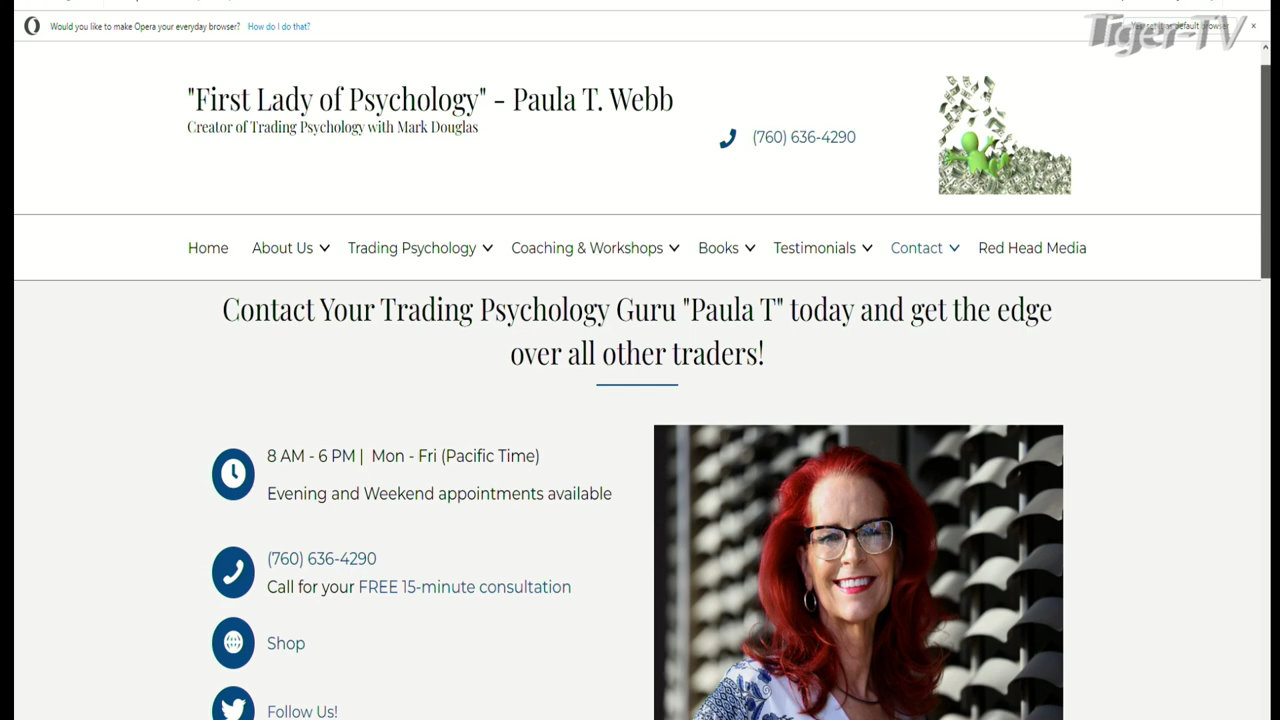 Would you like to make Opera your everyday browser? How do I do that?
Tiger-TV
"First Lady of Psychology" - Paula T. Webb
Creator of Trading Psychology with Mark Douglas
(760) 636-4290
Home About Us Trading Psychology Coaching & Workshops Books Testimonials Contact Red Head Media
Contact Your Trading Psychology Guru "Paula T" today and get the edge
over all other traders!
8 AM - 6 PM | Mon - Fri (Pacific Time)
Evening and Weekend appointments available
(760) 636-4290
Call for your FREE 15-minute consultation
Shop
Follow Us!